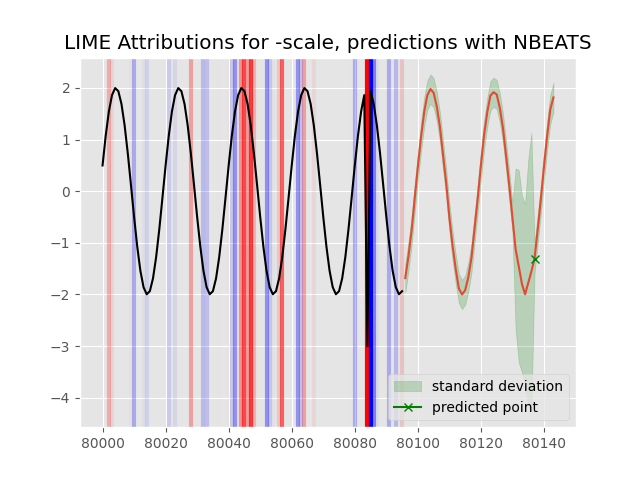 LIME Attributions for -scale, predictions with NBEATS
2
1
0
−1
−2
−3
−4
standard deviation
predicted point
80000 80020 80040 80060 80080 80100 80120 80140